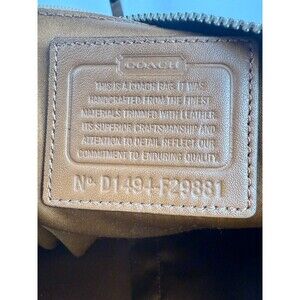 COACH
THIS IS A COACH BAG. IT WAS
HANDCRAFTED FROM THE FINEST
MATERIALS TRIMMED WITH LEATHER.
ITS SUPERIOR CRAFTSMANSHIP AND
ATTENTION TO DETAIL REFLECT OUR
COMMITMENT TO ENDURING QUALITY.
No D1494-F29881